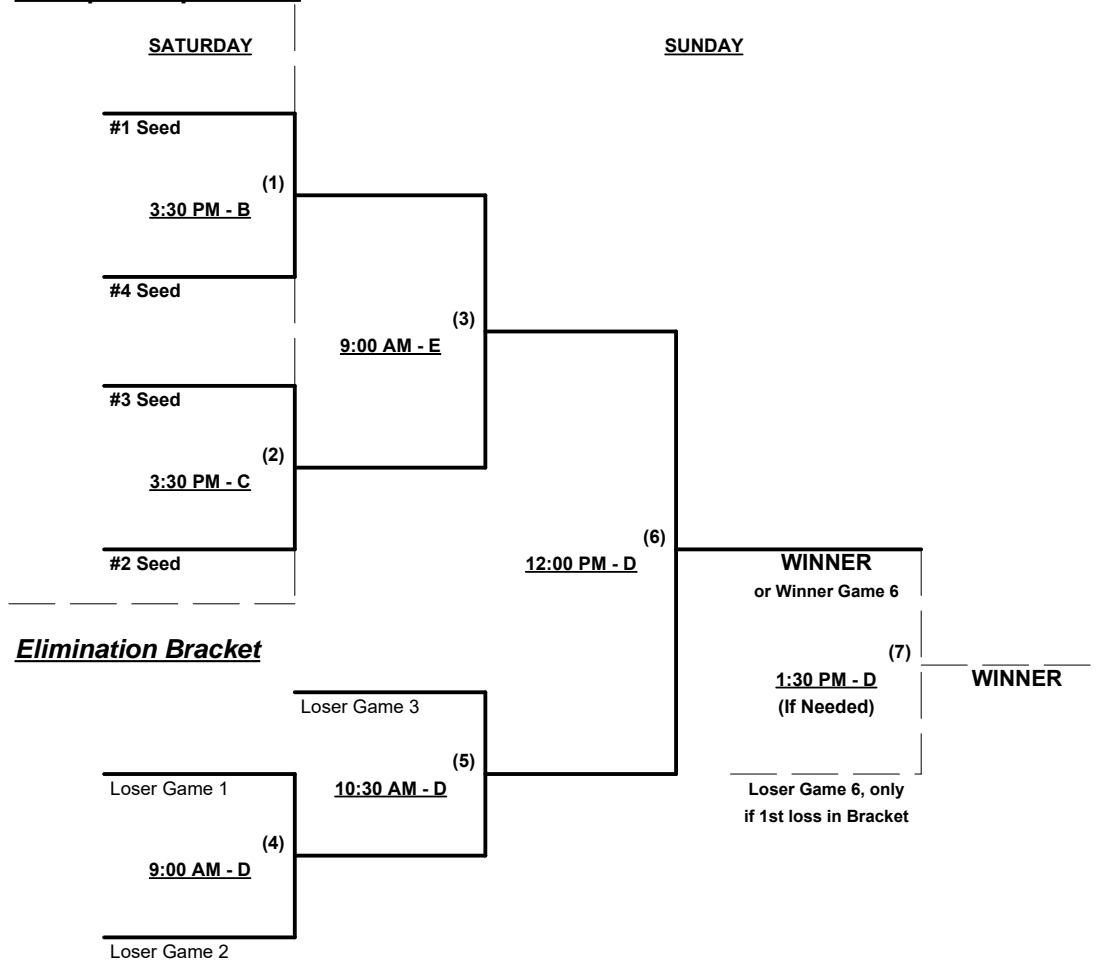 SATURDAY
SUNDAY
#1 Seed
(1)
3:30 PM - B
#4 Seed
(3)
9:00 AM - E
#3 Seed
(2)
3:30 PM - C
(6)
#2 Seed
12:00 PM - D
WINNER
or Winner Game 6
Elimination Bracket
(7)
1:30 PM - D
WINNER
(If Needed)
Loser Game 3
(5)
Loser Game 1
10:30 AM - D
Loser Game 6, only
if 1st loss in Bracket
(4)
9:00 AM - D
Loser Game 2